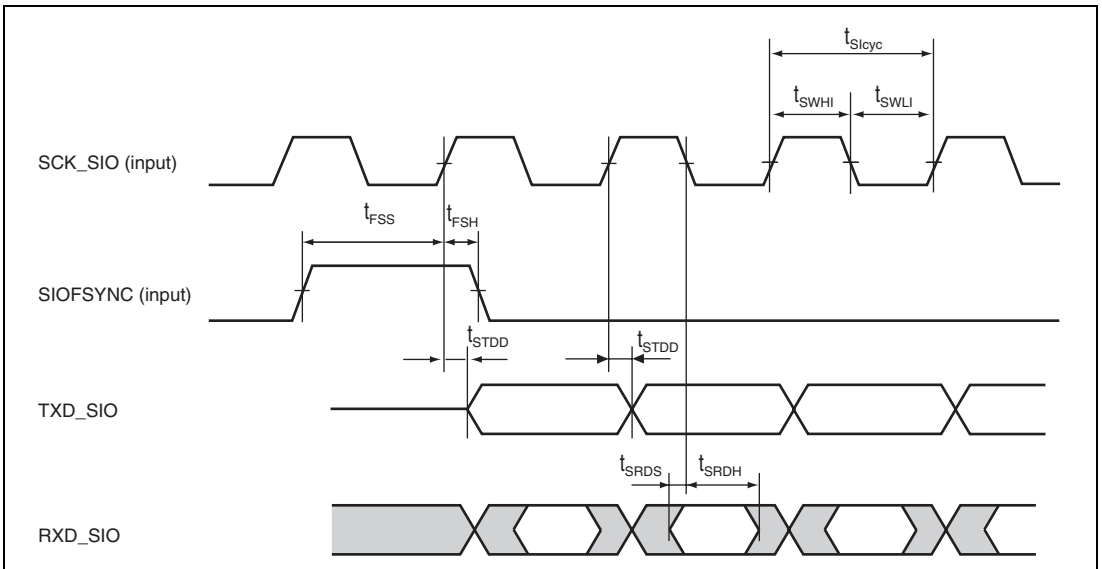 tSIcyc
tSWHI tSWLI
SCK_SIO (input)
tFSS tFSH
SIOFSYNC (input)
tSTDD tSTDD
TXD_SIO
tSRDS tSRDH
RXD_SIO